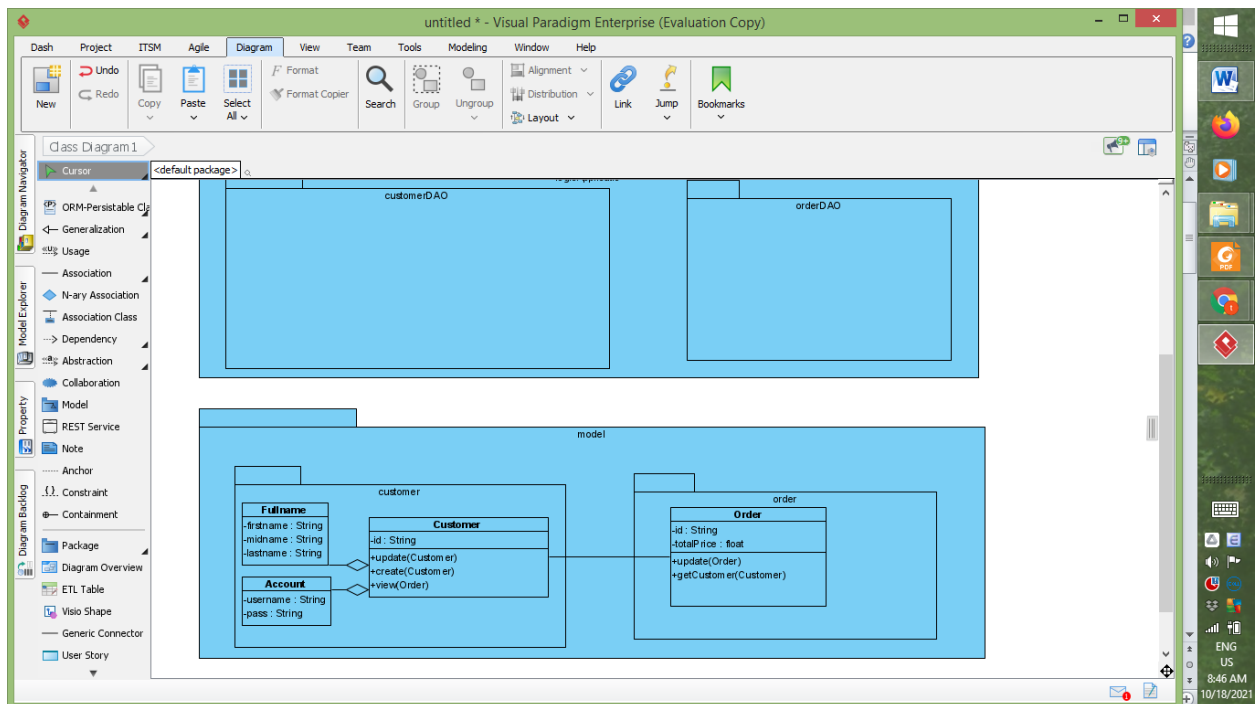 untitled * - Visual Paradigm Enterprise (Evaluation Copy)
Dash Project ITSM Agile Diagram View Team Tools Modeling Window Help
New
Undo
Redo
Copy
Paste
Select All
Format
Format Copier
Search
Group
Ungroup
Alignment
Distribution
Layout
Link
Jump
Bookmarks
Class Diagram1
Diagram Navigator
Model Explorer
Property
Diagram Backlog
Cursor
<default package>
ORM-Persistable Cla
Generalization
Usage
Association
N-ary Association
Association Class
Dependency
Abstraction
Collaboration
Model
REST Service
Note
Anchor
Constraint
Containment
Package
Diagram Overview
ETL Table
Visio Shape
Generic Connector
User Story
customerDAO
orderDAO
model
customer
Fullname
-firstname : String
-midname : String
-lastname : String
Account
-username : String
-pass : String
Customer
-id : String
+update(Customer)
+create(Customer)
+view(Order)
order
Order
-id : String
-totalPrice : float
+update(Order)
+getCustomer(Customer)
PDF
ENG
US
8:46 AM
10/18/2021